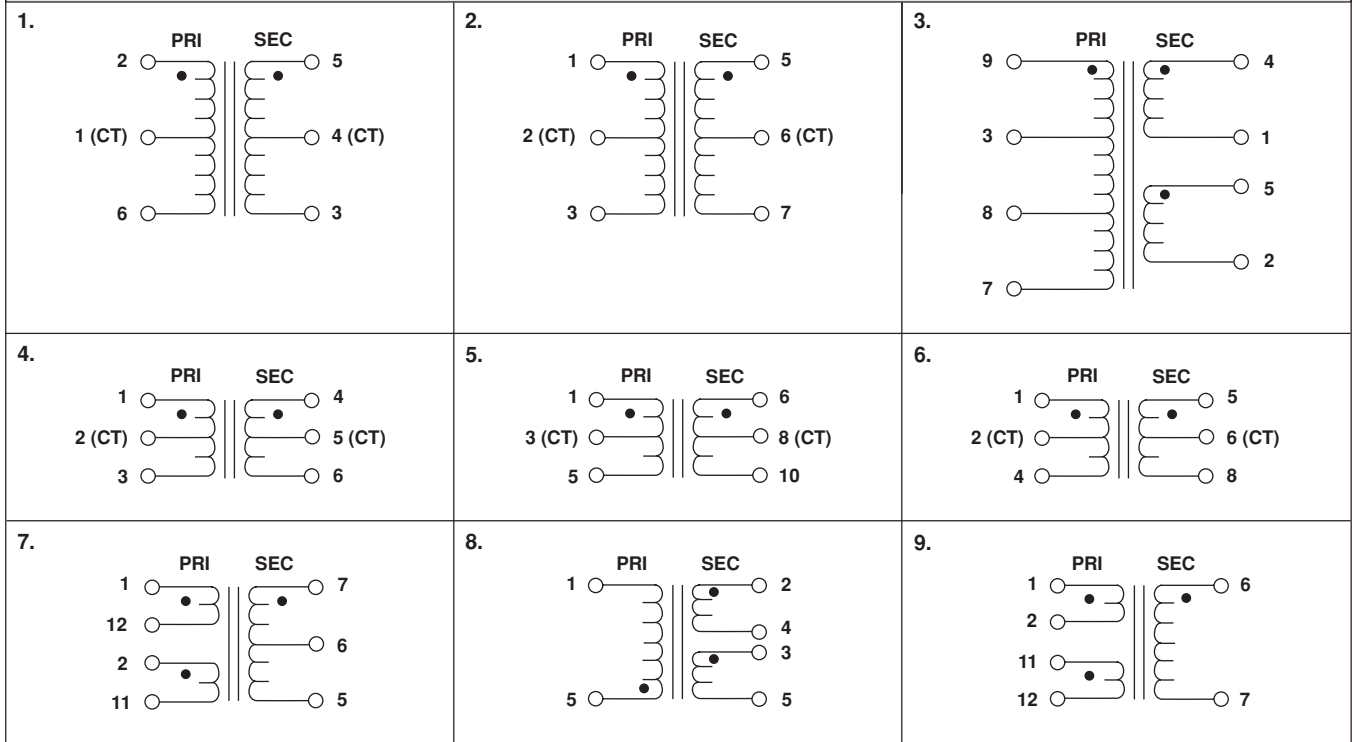 1.
PRI SEC
2 5
1 (CT) 4 (CT)
6 3
2.
PRI SEC
1 5
2 (CT) 6 (CT)
3 7
3.
PRI SEC
9 4
3 1
5
8
2
7
4.
PRI SEC
1 4
2 (CT) 5 (CT)
3 6
5.
PRI SEC
1 6
3 (CT) 8 (CT)
5 10
6.
PRI SEC
1 5
2 (CT) 6 (CT)
4 8
7.
PRI SEC
1 7
12
6
2
11 5
8.
PRI SEC
1 2
4
3
5 5
9.
PRI SEC
1 6
2
11
12 7